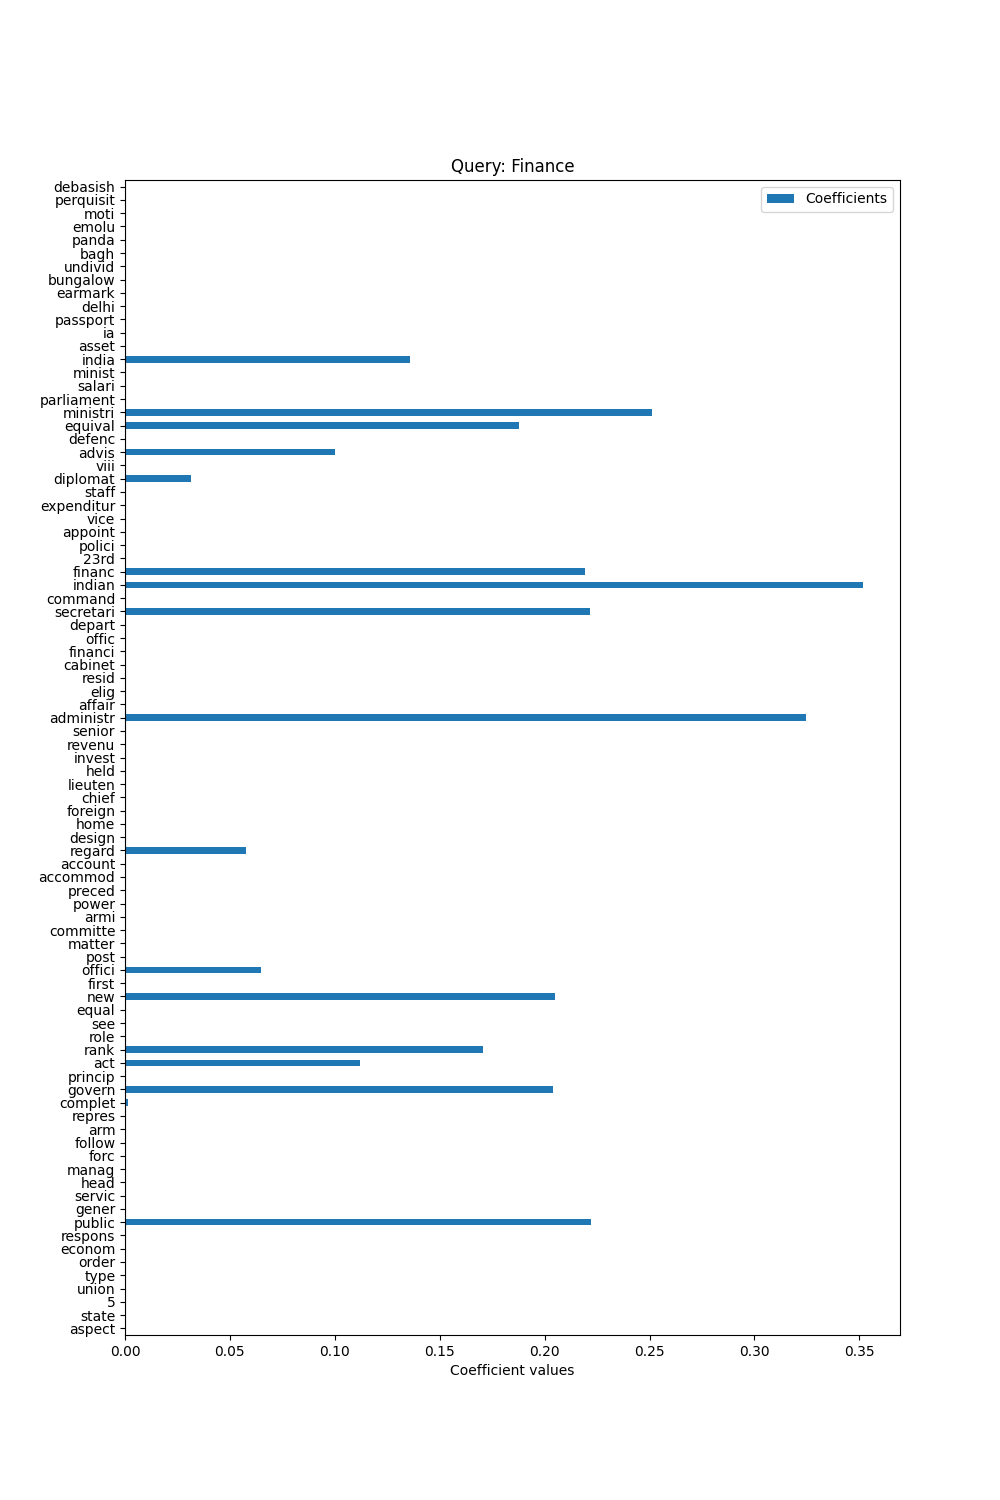 Query: Finance
Coefficients
debasish
perquisit
moti
emolu
panda
bagh
undivid
bungalow
earmark
delhi
passport
ia
asset
india
minist
salari
parliament
ministri
equival
defenc
advis
viii
diplomat
staff
expenditur
vice
appoint
polici
23rd
financ
indian
command
secretari
depart
offic
financi
cabinet
resid
elig
affair
administr
senior
revenu
invest
held
lieuten
chief
foreign
home
design
regard
account
accommod
preced
power
armi
committe
matter
post
offici
first
new
equal
see
role
rank
act
princip
govern
complet
repres
arm
follow
forc
manag
head
servic
gener
public
respons
econom
order
type
union
5
state
aspect
0.00 0.05 0.10 0.15 0.20 0.25 0.30 0.35
Coefficient values